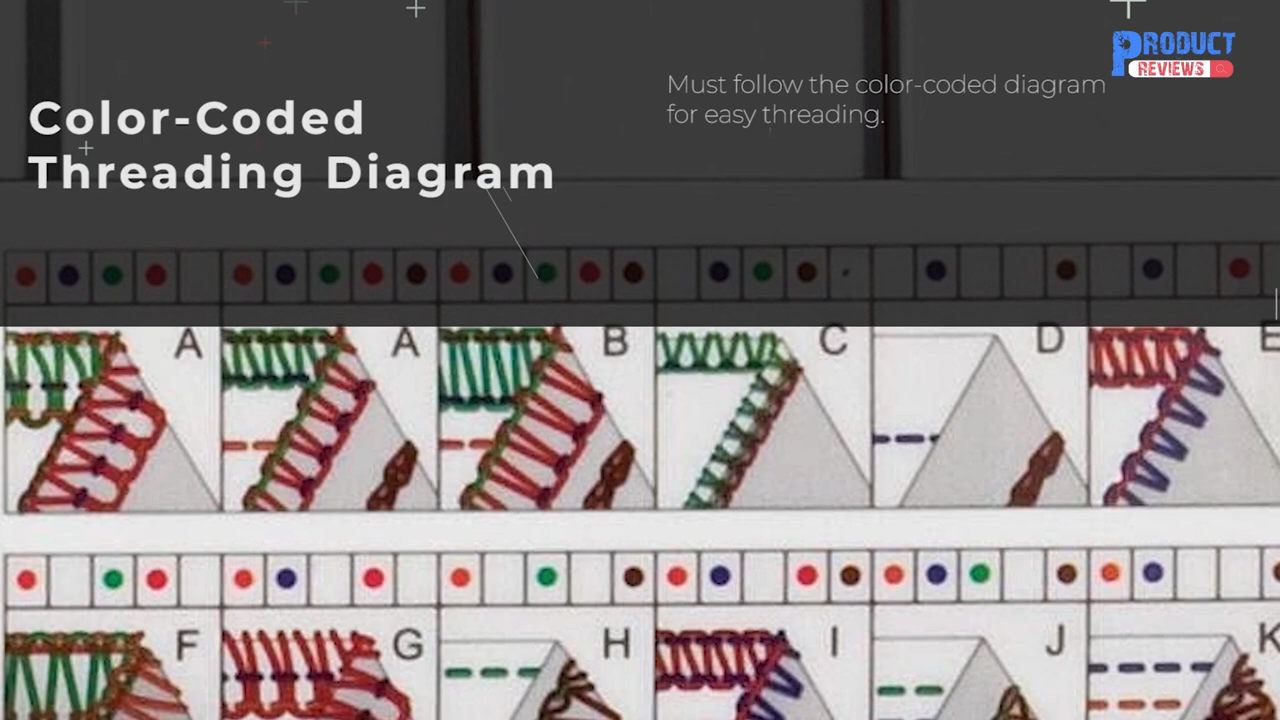 PRODUCT
REVIEWS
Color-Coded
Threading Diagram
Must follow the color-coded diagram
for easy threading.
A
A
B
C
D
E
F
G
H
I
J
K